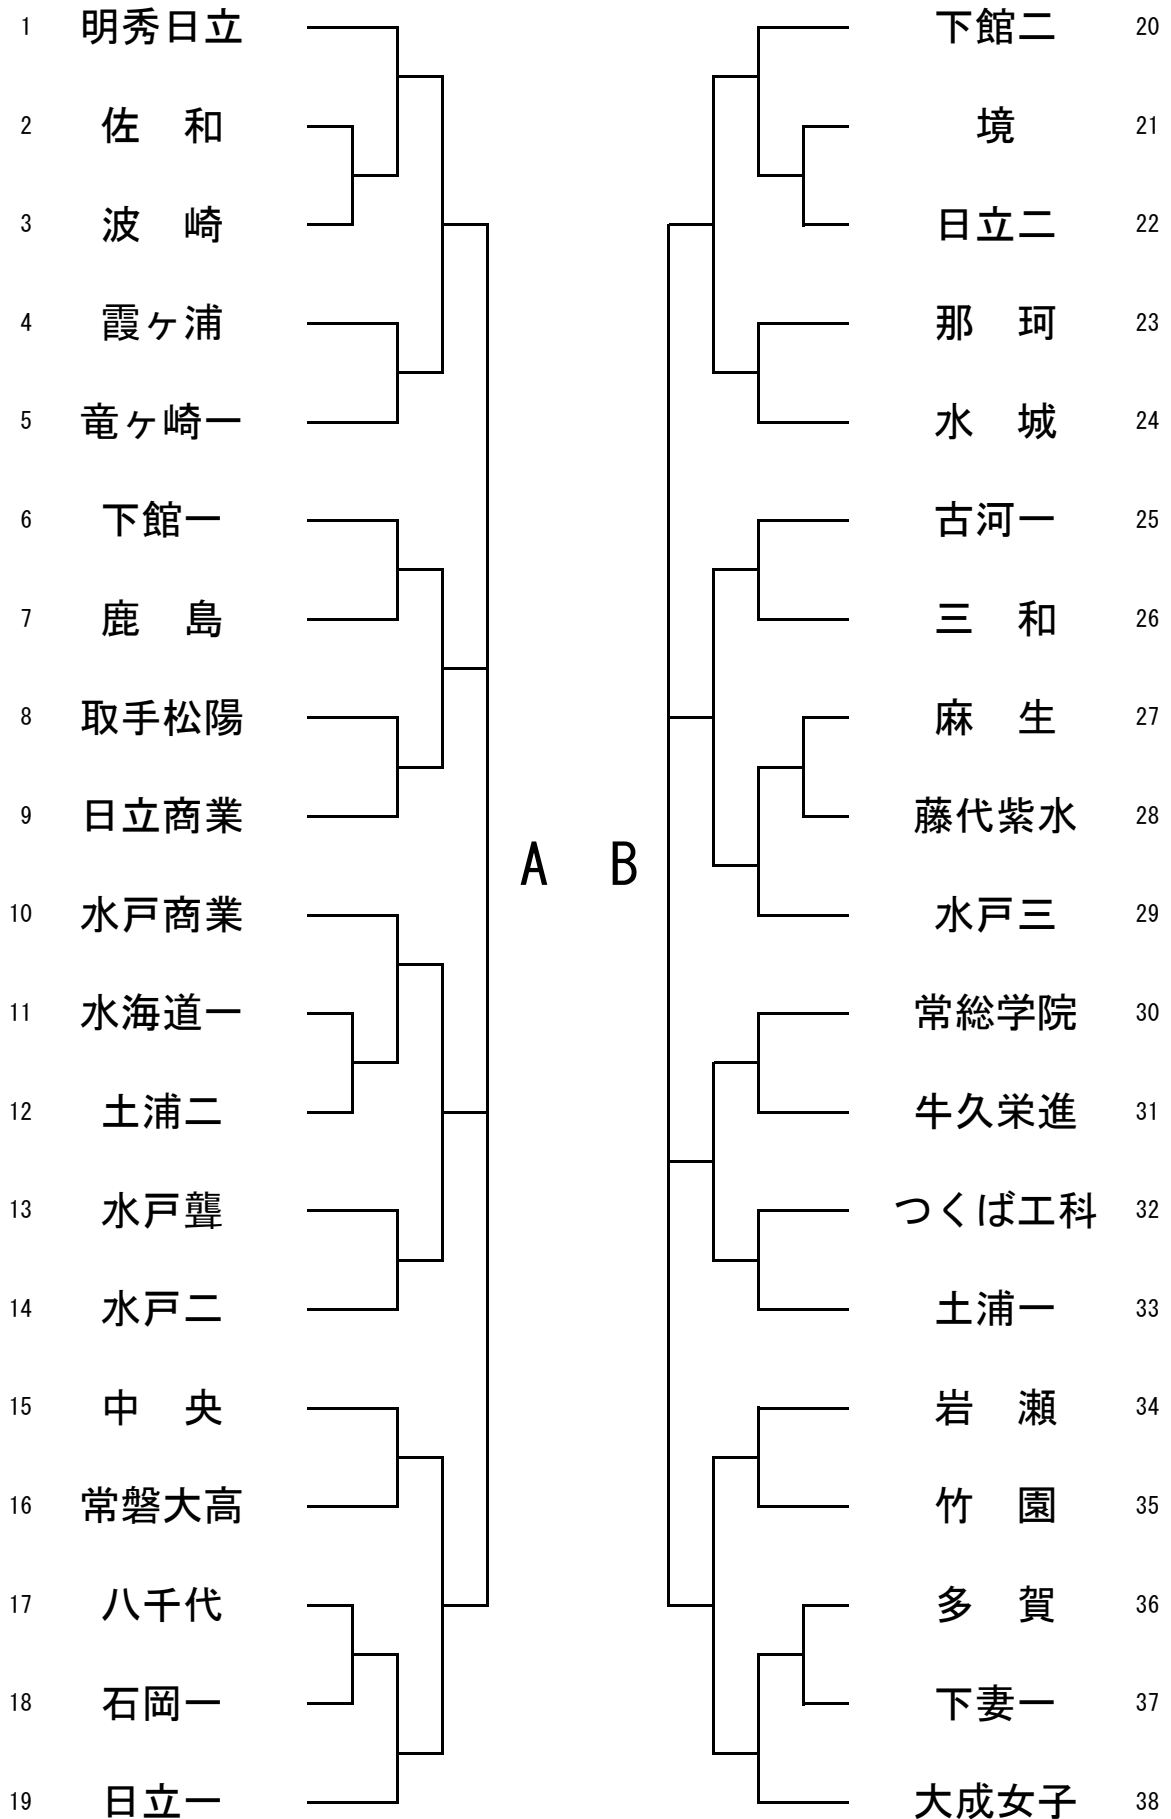 1 明秀日立
2 佐　和
3 波　崎
4 霞ヶ浦
5 竜ヶ崎一
6 下館一
7 鹿　島
8 取手松陽
9 日立商業
10 水戸商業
11 水海道一
12 土浦二
13 水戸聾
14 水戸二
15 中　央
16 常磐大高
17 八千代
18 石岡一
19 日立一
A B
下館二 20
境 21
日立二 22
那　珂 23
水　城 24
古河一 25
三　和 26
麻　生 27
藤代紫水 28
水戸三 29
常総学院 30
牛久栄進 31
つくば工科 32
土浦一 33
岩　瀬 34
竹　園 35
多　賀 36
下妻一 37
大成女子 38